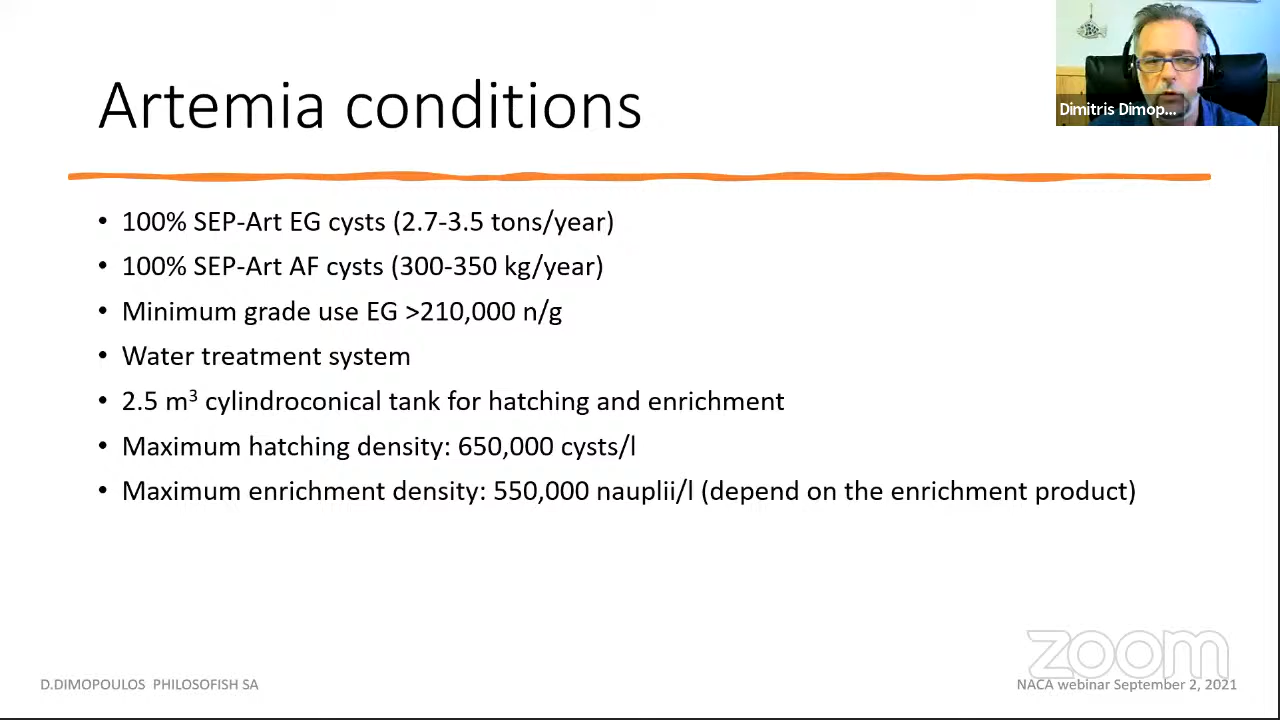 Dimitris Dimop...
Artemia conditions
• 100% SEP-Art EG cysts (2.7-3.5 tons/year)
• 100% SEP-Art AF cysts (300-350 kg/year)
• Minimum grade use EG >210,000 n/g
• Water treatment system
• 2.5 m³ cylindroconical tank for hatching and enrichment
• Maximum hatching density: 650,000 cysts/l
• Maximum enrichment density: 550,000 nauplii/l (depend on the enrichment product)
zoom
D.DIMOPOULOS PHILOSOFISH SA
NACA webinar September 2, 2021